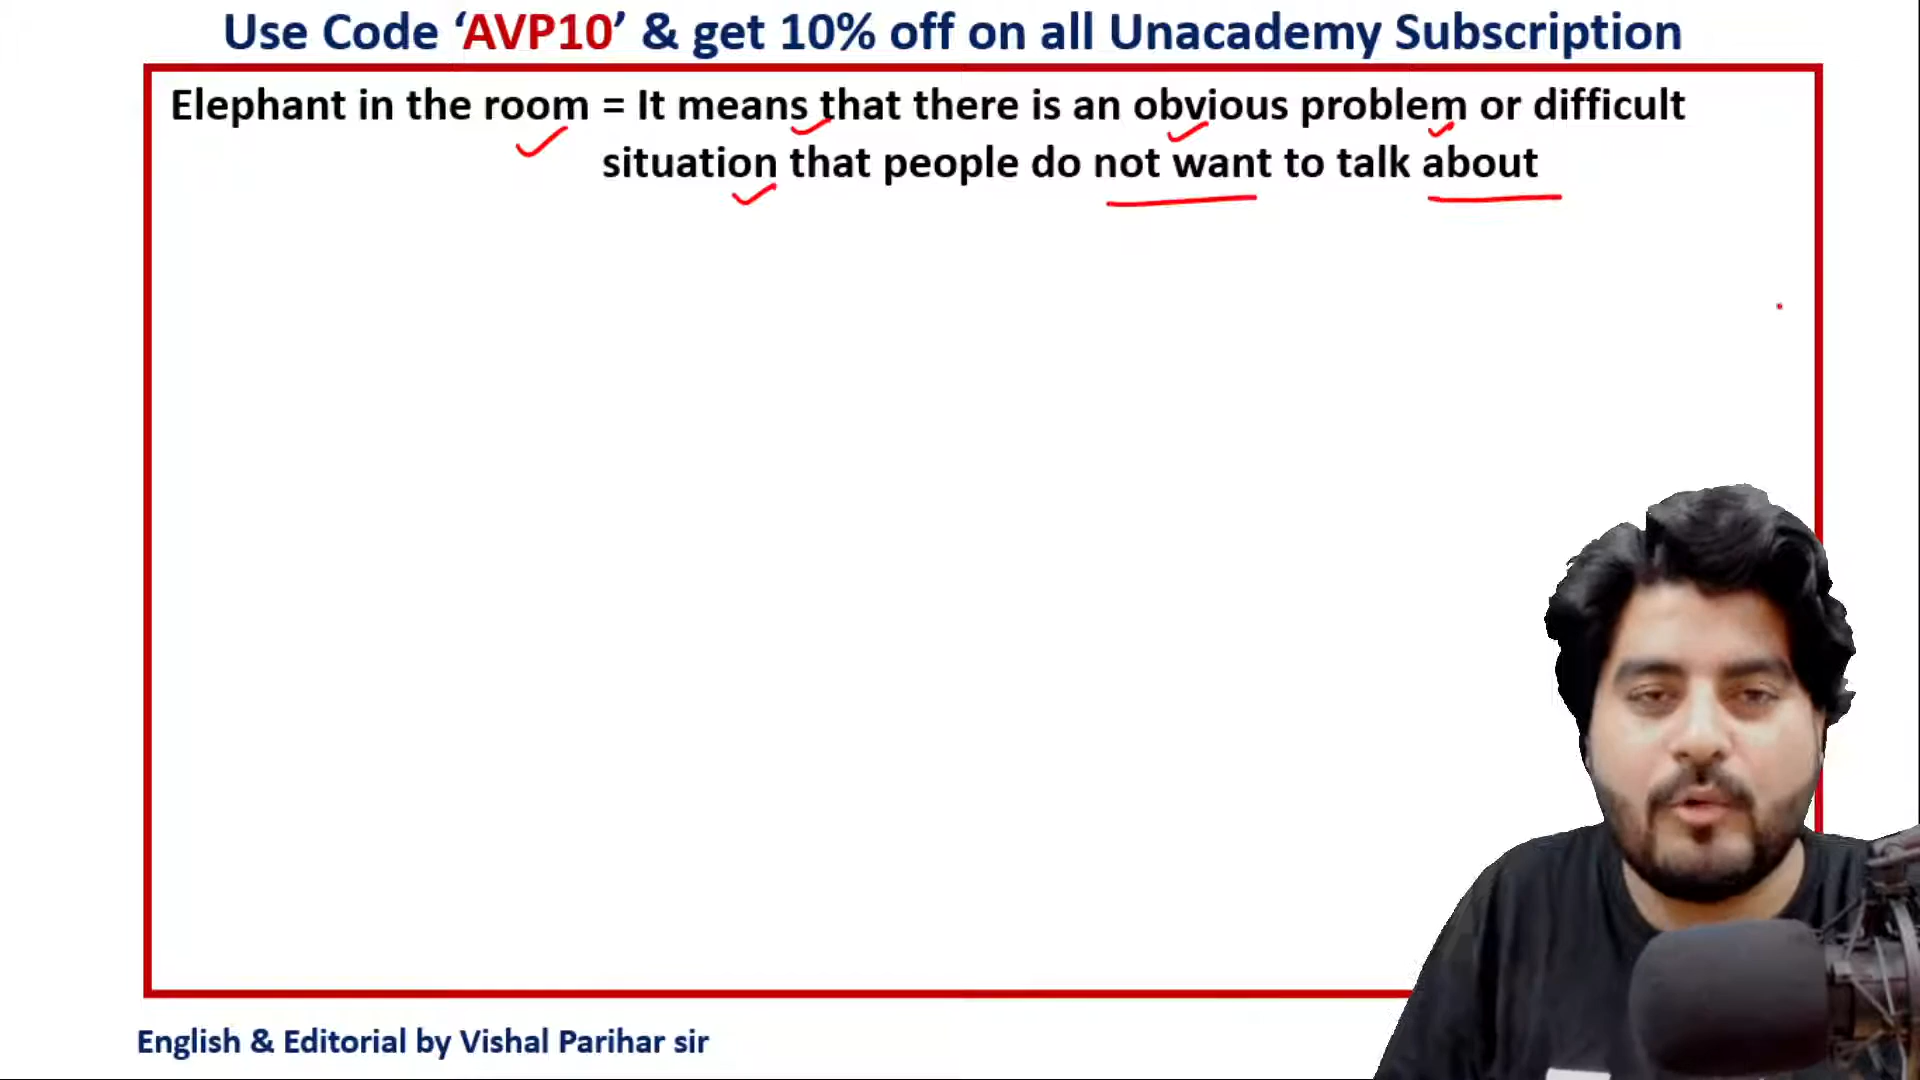 Use Code ‘AVP10’ & get 10% off on all Unacademy Subscription
Elephant in the room = It means that there is an obvious problem or difficult
situation that people do not want to talk about
English & Editorial by Vishal Parihar sir